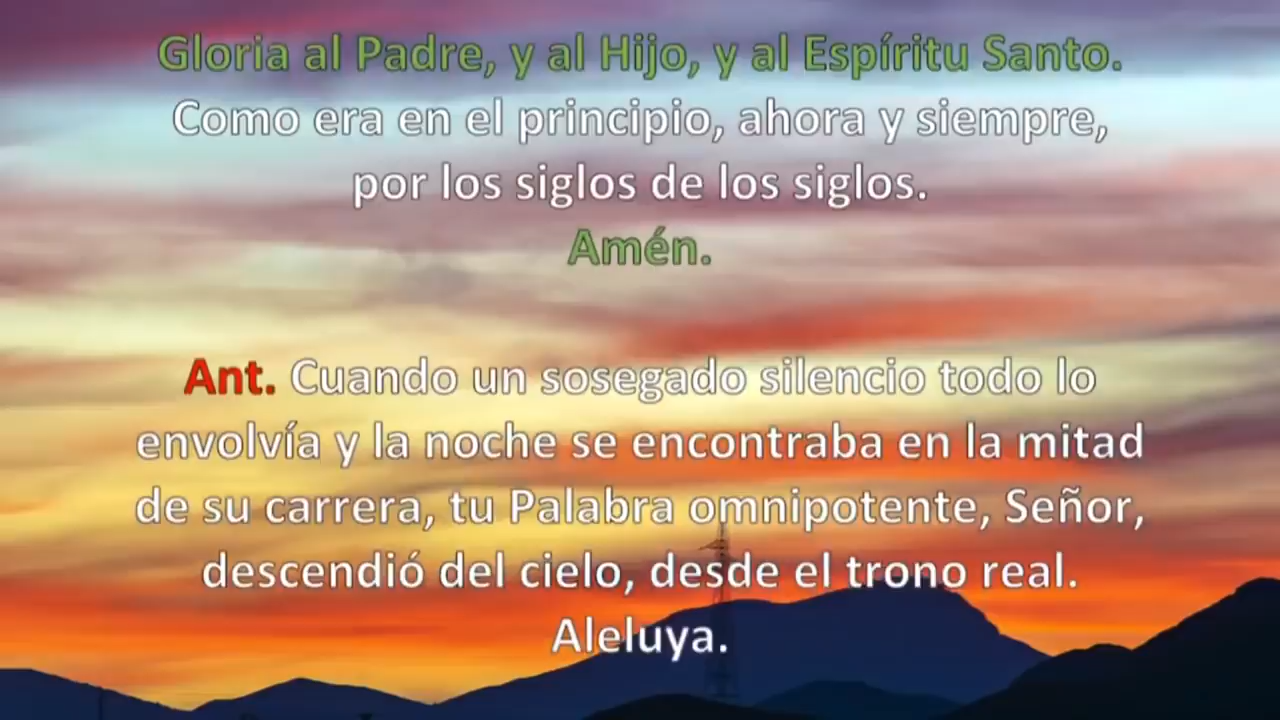 Gloria al Padre, y al Hijo, y al Espíritu Santo.
Como era en el principio, ahora y siempre,
por los siglos de los siglos.
Amén.
Ant. Cuando un sosegado silencio todo lo
envolvía y la noche se encontraba en la mitad
de su carrera, tu Palabra omnipotente, Señor,
descendió del cielo, desde el trono real.
Aleluya.